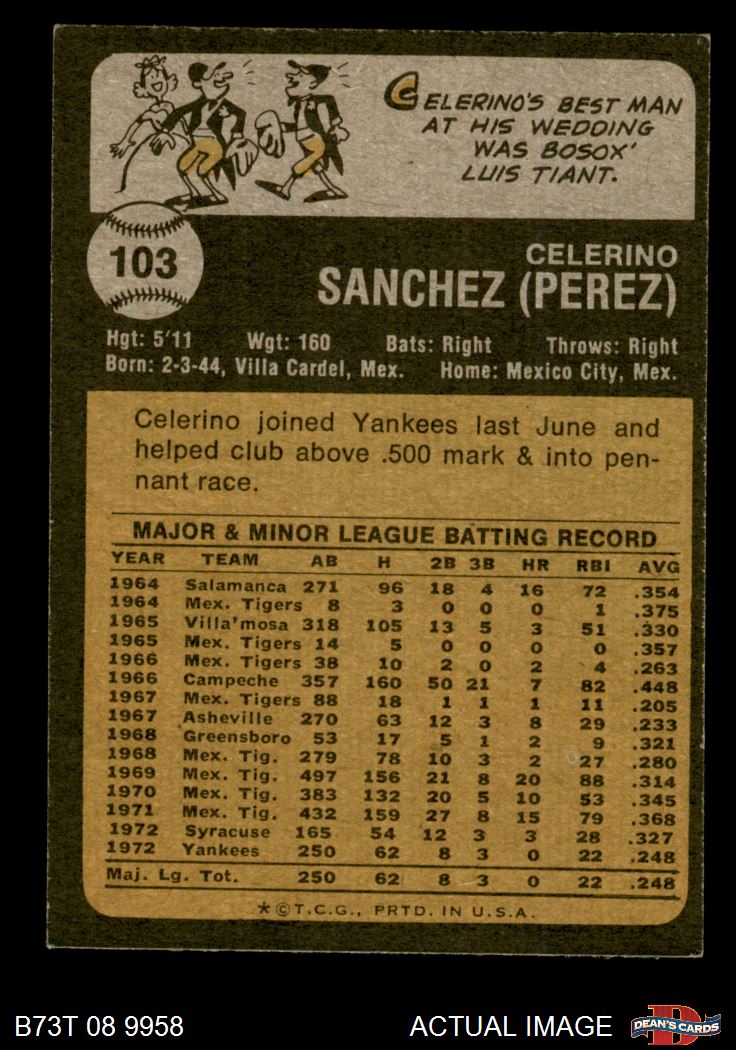 CELERINO'S BEST MAN
AT HIS WEDDING
WAS BOSOX'
LUIS TIANT.
103
CELERINO
SANCHEZ (PEREZ)
Hgt: 5'11 Wgt: 160 Bats: Right Throws: Right
Born: 2-3-44, Villa Cardel, Mex. Home: Mexico City, Mex.
Celerino joined Yankees last June and
helped club above .500 mark & into pen-
nant race.
MAJOR & MINOR LEAGUE BATTING RECORD
YEAR TEAM AB H 2B 3B HR RBI AVG
1964 Salamanca 271 96 18 4 16 72 .354
1964 Mex. Tigers 8 3 0 0 0 1 .375
1965 Villa'mosa 318 105 13 5 3 51 .330
1965 Mex. Tigers 14 5 0 0 0 0 .357
1966 Mex. Tigers 38 10 2 0 2 4 .263
1966 Campeche 357 160 50 21 7 82 .448
1967 Mex. Tigers 88 18 1 1 1 11 .205
1967 Asheville 270 63 12 3 8 29 .233
1968 Greensboro 53 17 5 1 2 9 .321
1968 Mex. Tig. 279 78 10 3 2 27 .280
1969 Mex. Tig. 497 156 21 8 20 88 .314
1970 Mex. Tig. 383 132 20 5 10 53 .345
1971 Mex. Tig. 432 159 27 8 15 79 .368
1972 Syracuse 165 54 12 3 3 28 .327
1972 Yankees 250 62 8 3 0 22 .248
Maj. Lg. Tot. 250 62 8 3 0 22 .248
*©T.C.G., PRTD. IN U.S.A.
B73T 08 9958 ACTUAL IMAGE DEAN'S CARDS